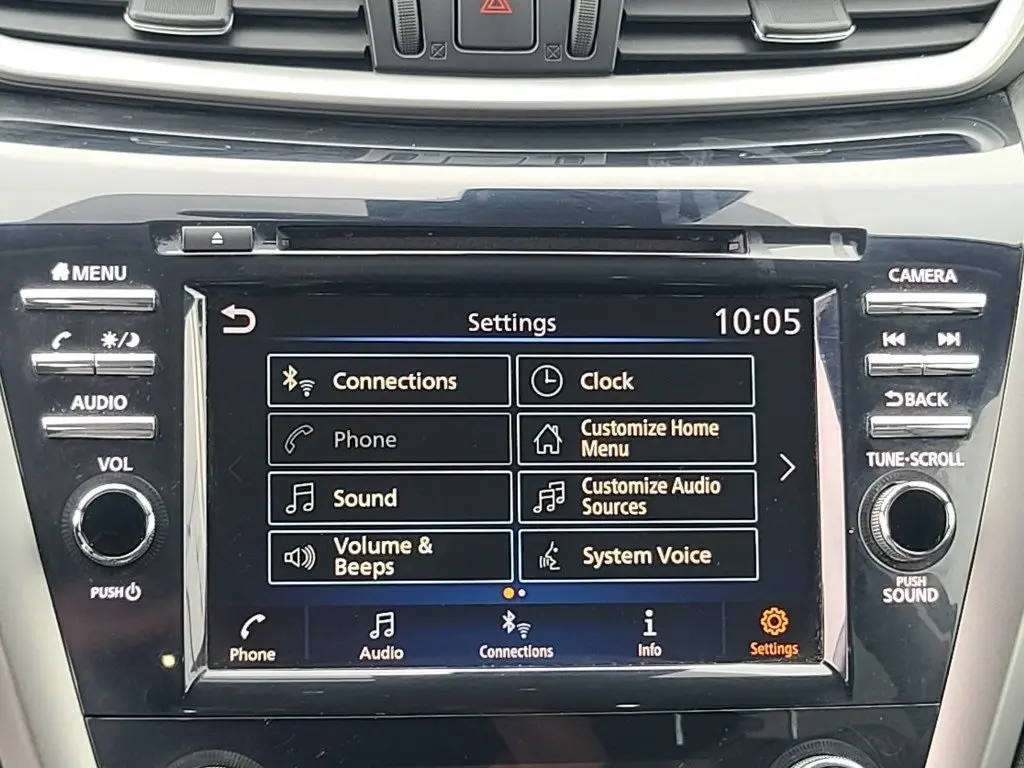 MENU
CAMERA
Settings
10:05
Connections
Clock
AUDIO
BACK
Phone
Customize Home
Menu
VOL
TUNE·SCROLL
Sound
Customize Audio
Sources
Volume &
Beeps
System Voice
PUSH
PUSH
SOUND
Phone
Audio
Connections
Info
Settings